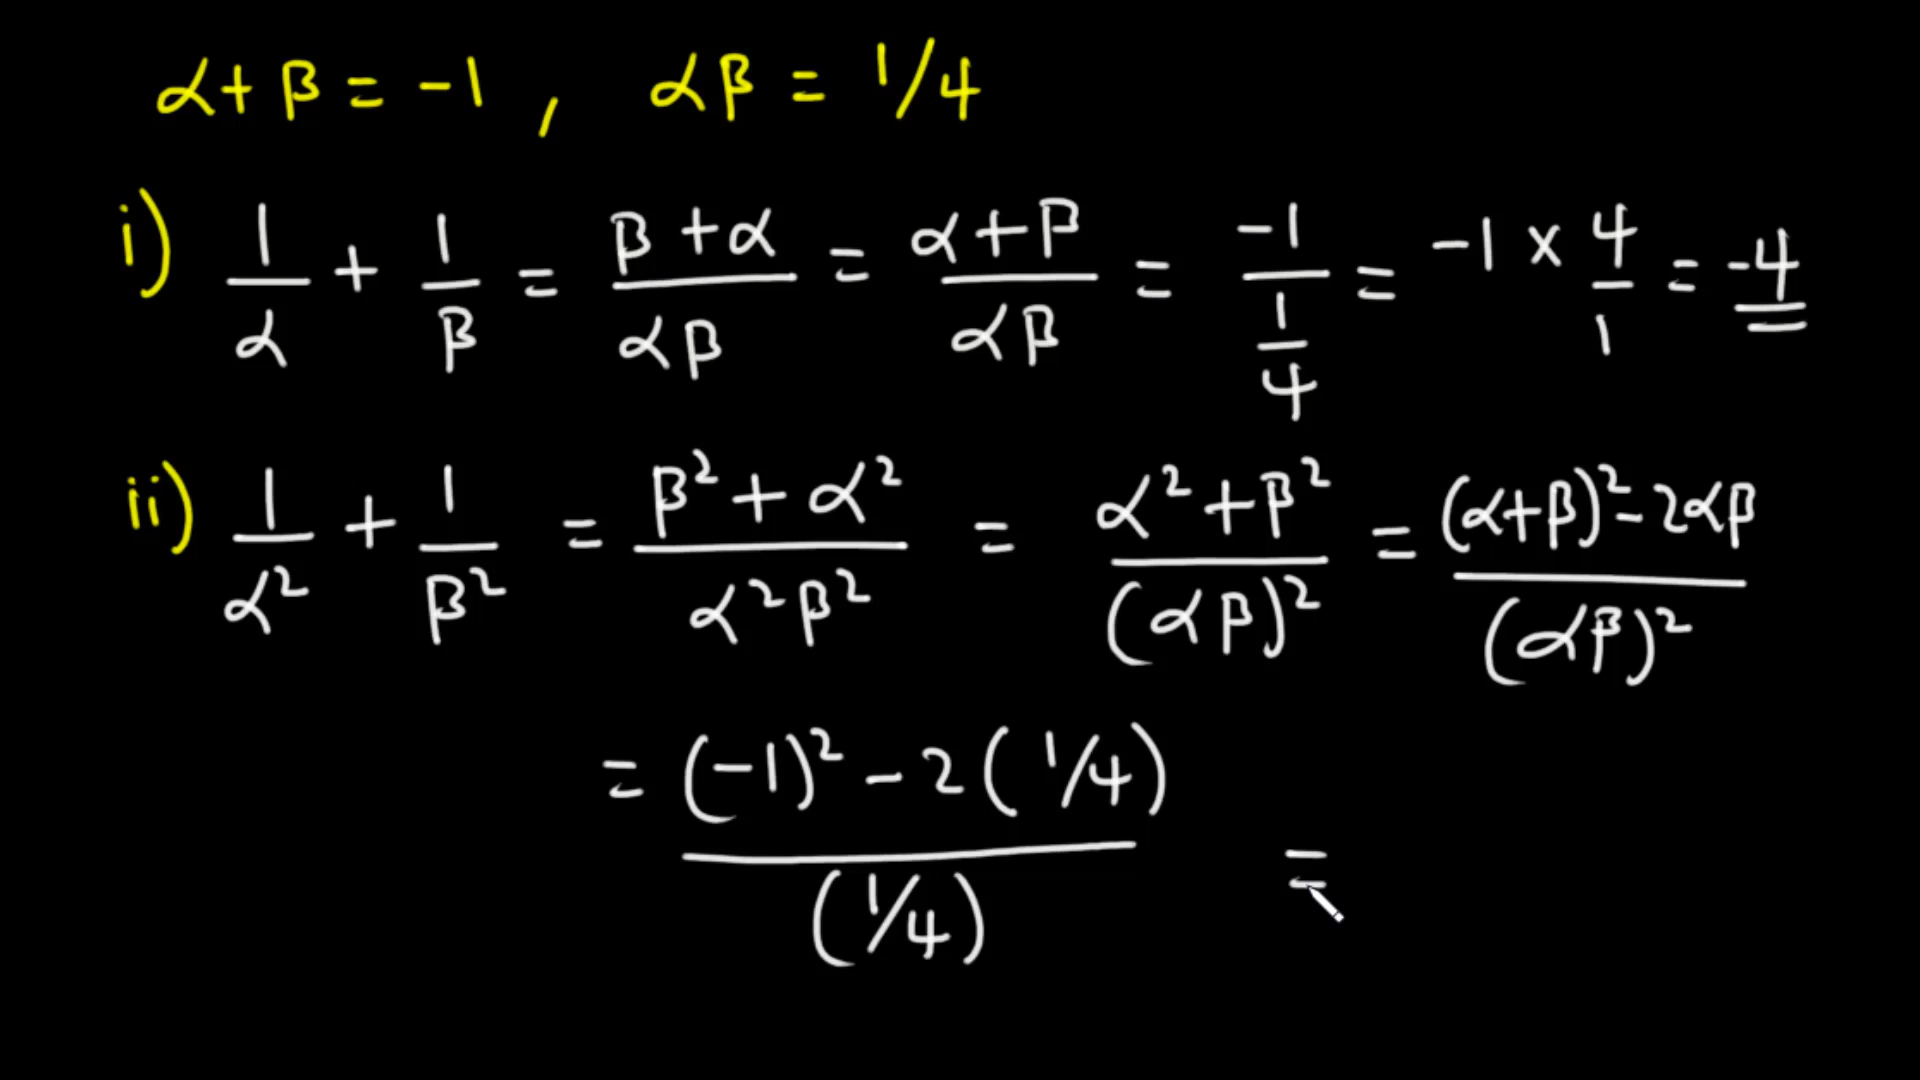 α+β = -1 , αβ = 1/4
i) 1/α + 1/β = (β+α)/(αβ) = (α+β)/(αβ) = -1/(1/4) = -1 × 4/1 = -4
ii) 1/α² + 1/β² = (β²+α²)/(α²β²) = (α²+β²)/(αβ)² = ((α+β)²-2αβ)/(αβ)²
= ((-1)² - 2(1/4))/(1/4) =